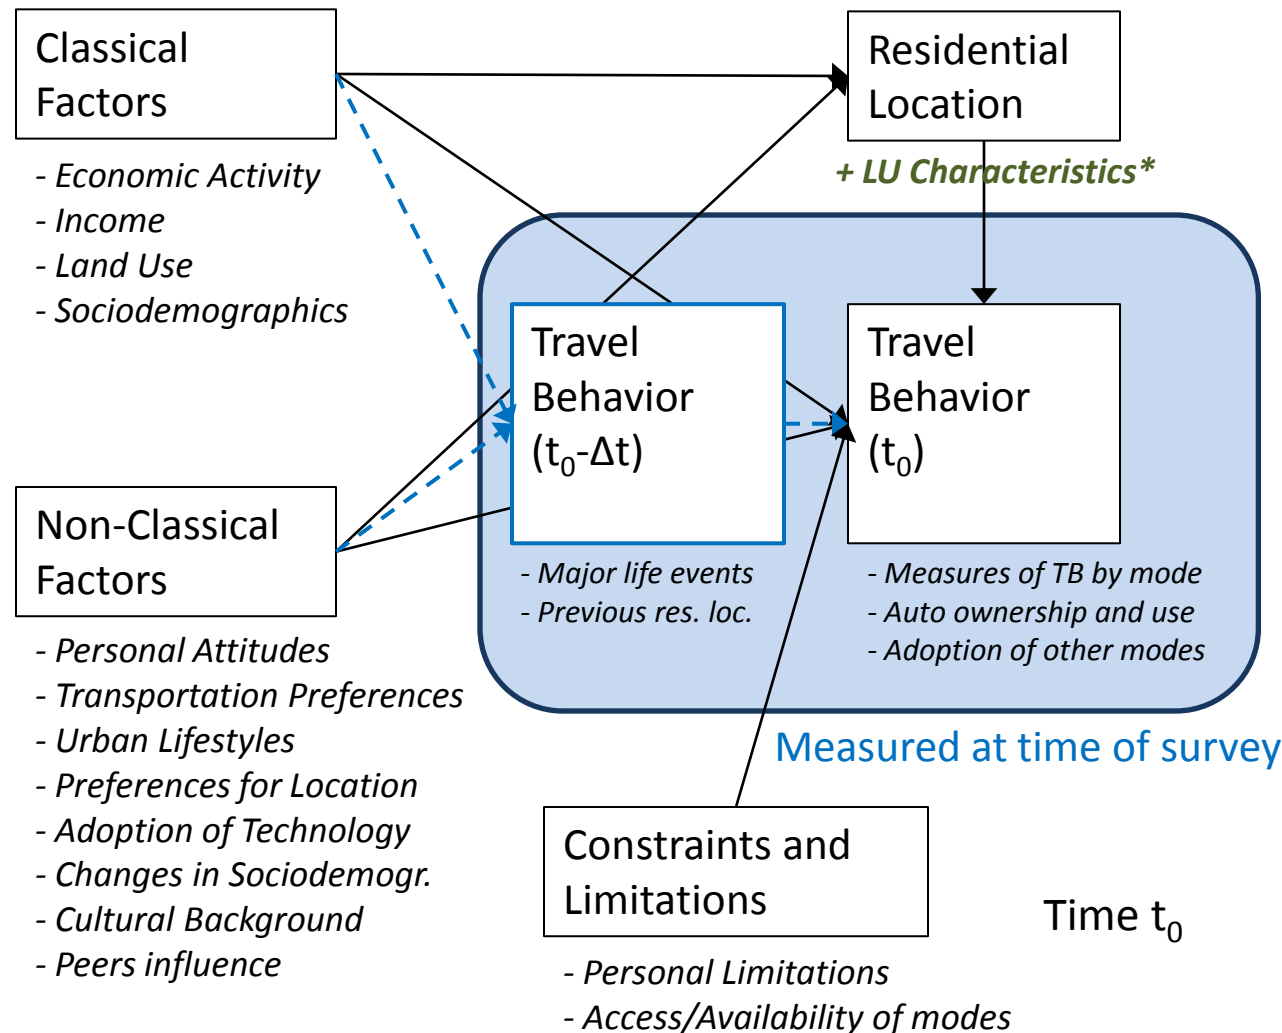 Classical
Factors
- Economic Activity
- Income
- Land Use
- Sociodemographics
Residential
Location
+ LU Characteristics*
Travel
Behavior
(t₀-Δt)
- Major life events
- Previous res. loc.
Travel
Behavior
(t₀)
- Measures of TB by mode
- Auto ownership and use
- Adoption of other modes
Measured at time of survey
Non-Classical
Factors
- Personal Attitudes
- Transportation Preferences
- Urban Lifestyles
- Preferences for Location
- Adoption of Technology
- Changes in Sociodemogr.
- Cultural Background
- Peers influence
Constraints and
Limitations
- Personal Limitations
- Access/Availability of modes
Time t₀